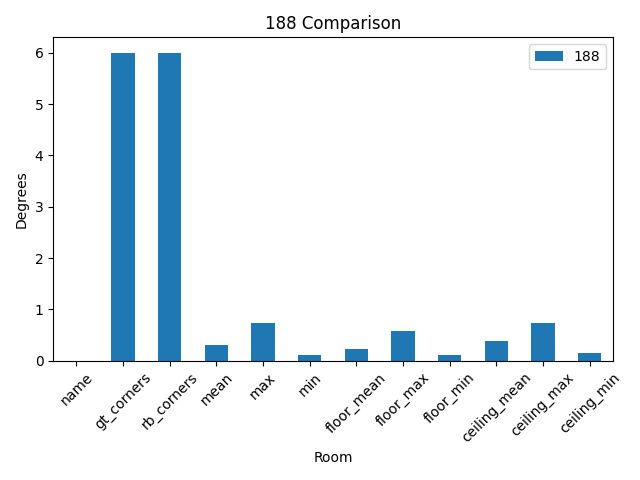 188 Comparison
188
Degrees
6
5
4
3
2
1
0
name
gt_corners
rb_corners
mean
max
min
floor_mean
floor_max
floor_min
ceiling_mean
ceiling_max
ceiling_min
Room